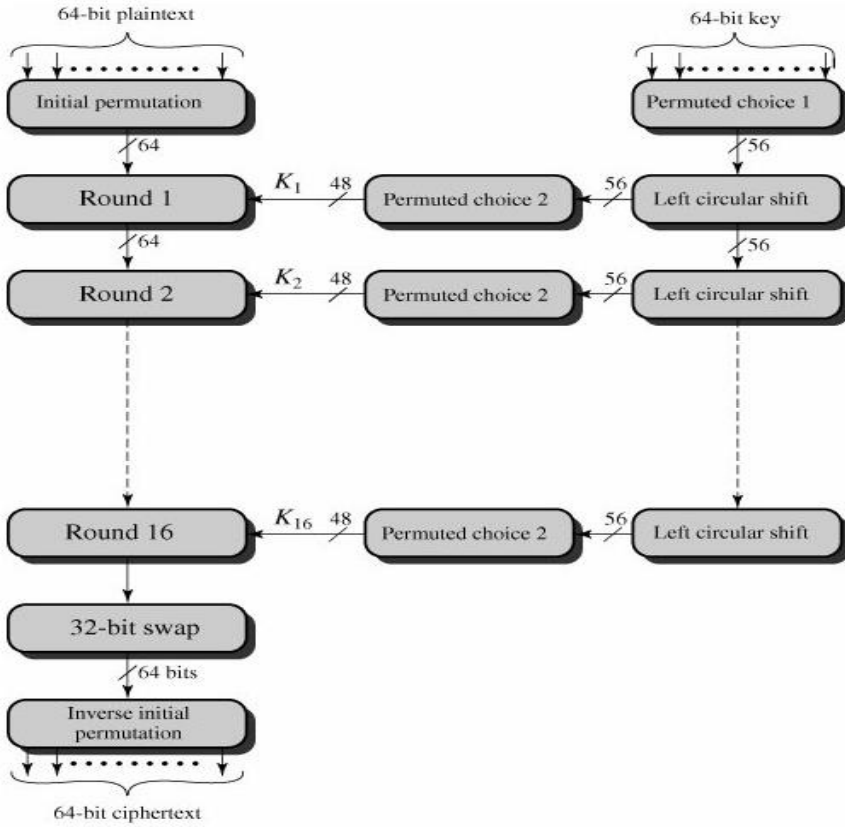 64-bit plaintext
64-bit key
Initial permutation
Permuted choice 1
64
56
Round 1
K1
48
Permuted choice 2
56
Left circular shift
64
56
Round 2
K2
48
Permuted choice 2
56
Left circular shift
Round 16
K16
48
Permuted choice 2
56
Left circular shift
32-bit swap
64 bits
Inverse initial
permutation
64-bit ciphertext